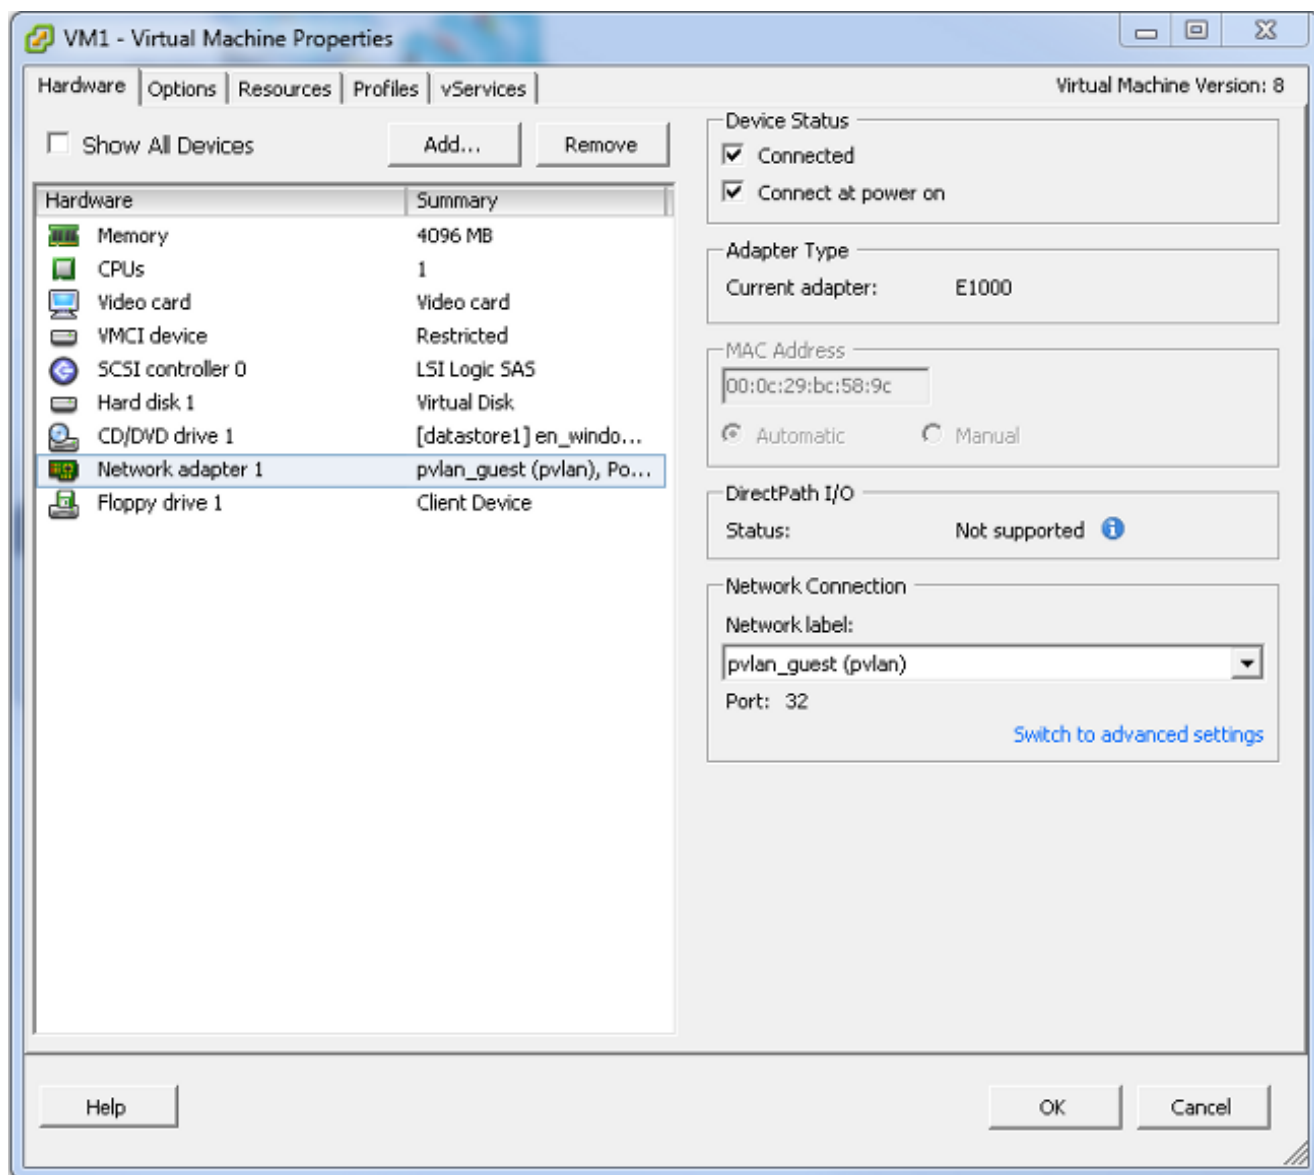 VM1 - Virtual Machine Properties
Hardware Options Resources Profiles vServices Virtual Machine Version: 8
Show All Devices Add... Remove
Hardware Summary
Memory 4096 MB
CPUs 1
Video card Video card
VMCI device Restricted
SCSI controller 0 LSI Logic SAS
Hard disk 1 Virtual Disk
CD/DVD drive 1 [datastore1] en_windo...
Network adapter 1 pvlan_guest (pvlan), Po...
Floppy drive 1 Client Device
Device Status
Connected
Connect at power on
Adapter Type
Current adapter: E1000
MAC Address
00:0c:29:bc:58:9c
Automatic Manual
DirectPath I/O
Status: Not supported
Network Connection
Network label:
pvlan_guest (pvlan)
Port: 32
Switch to advanced settings
Help OK Cancel